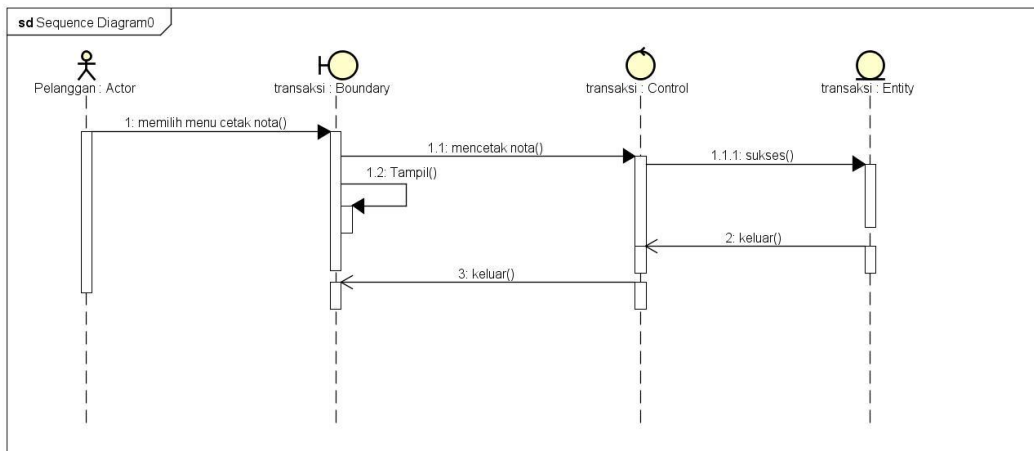 sd Sequence Diagram0
Pelanggan : Actor
transaksi : Boundary
transaksi : Control
transaksi : Entity
1: memilih menu cetak nota()
1.1: mencetak nota()
1.1.1: sukses()
1.2: Tampil()
2: keluar()
3: keluar()